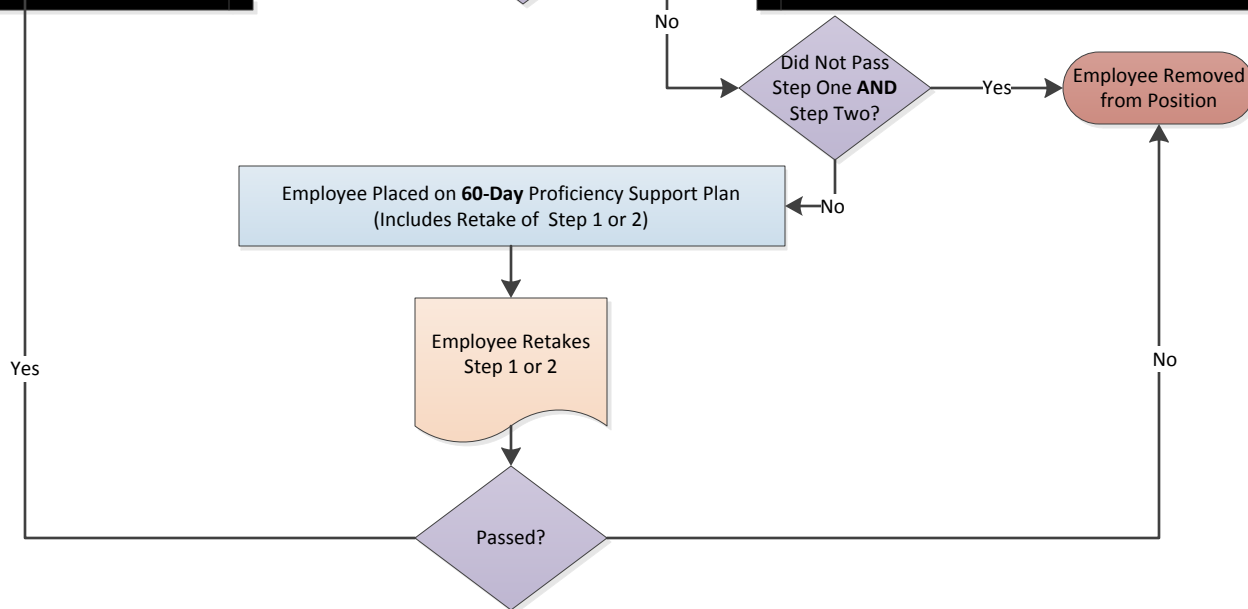 No
Did Not Pass
Step One AND
Step Two?
Yes
Employee Removed
from Position
Employee Placed on 60-Day Proficiency Support Plan
(Includes Retake of Step 1 or 2)
No
Employee Retakes
Step 1 or 2
Yes
No
Passed?